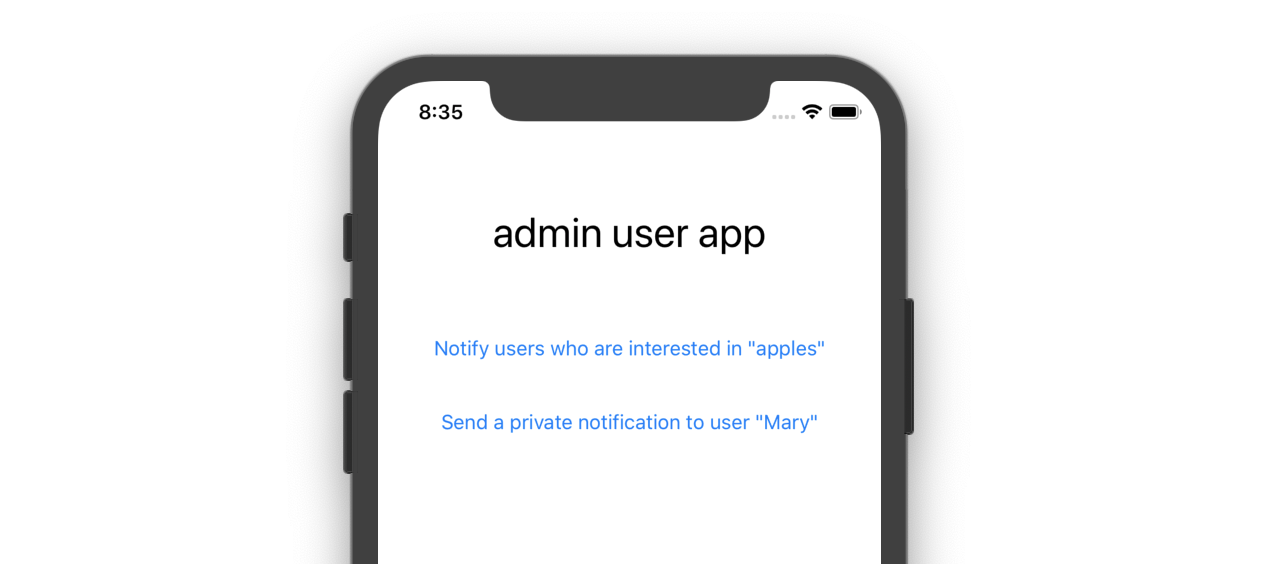 8:35
admin user app
Notify users who are interested in "apples"
Send a private notification to user "Mary"